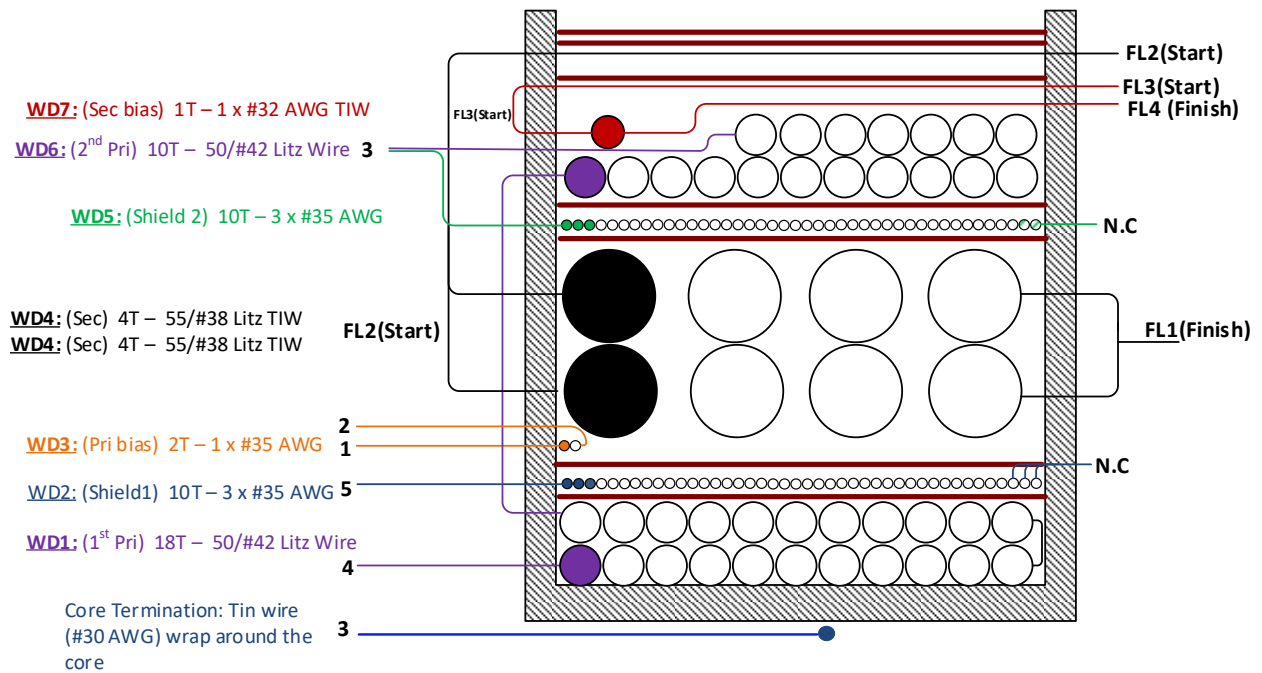 FL2(Start)
FL3(Start)
FL4 (Finish)
WD7: (Sec bias) 1T – 1 x #32 AWG TIW
FL3(Start)
WD6: (2nd Pri) 10T – 50/#42 Litz Wire 3
WD5: (Shield 2) 10T – 3 x #35 AWG
N.C
WD4: (Sec) 4T – 55/#38 Litz TIW
WD4: (Sec) 4T – 55/#38 Litz TIW
FL2(Start)
FL1(Finish)
2
WD3: (Pri bias) 2T – 1 x #35 AWG 1
N.C
WD2: (Shield1) 10T – 3 x #35 AWG 5
WD1: (1st Pri) 18T – 50/#42 Litz Wire
4
Core Termination: Tin wire
(#30 AWG) wrap around the
core
3